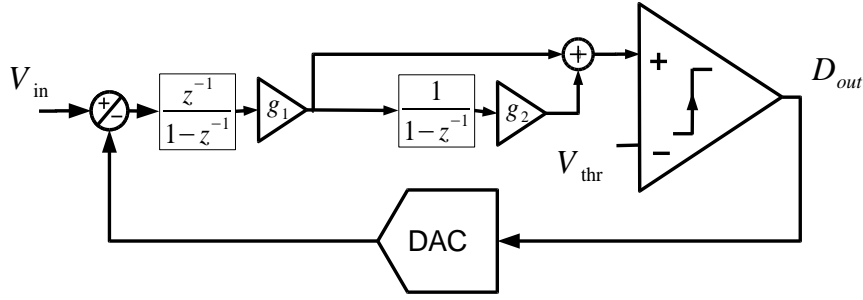 V_in
+
−
z^{-1}
1−z^{-1}
g_1
1
1−z^{-1}
g_2
+
+
−
V_thr
D_out
DAC